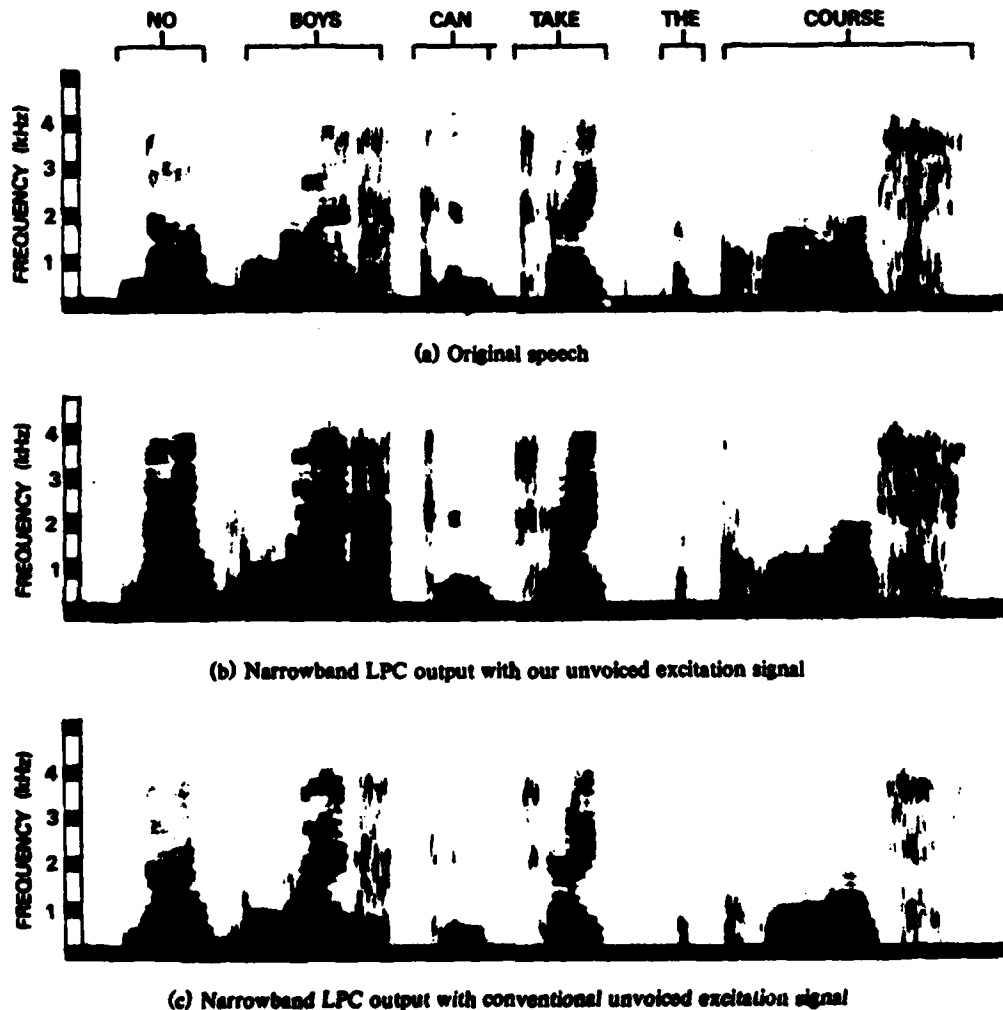 NO BOYS CAN TAKE THE COURSE
FREQUENCY (kHz)
4
3
2
1
(a) Original speech
FREQUENCY (kHz)
4
3
2
1
(b) Narrowband LPC output with our unvoiced excitation signal
FREQUENCY (kHz)
4
3
2
1
(c) Narrowband LPC output with conventional unvoiced excitation signal